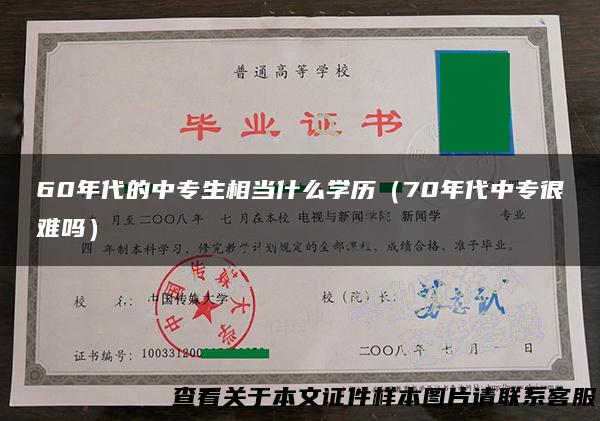 普通高等学校
毕业证书
60年代的中专生相当什么学历（70年代中专很
难吗）
月至二〇〇八年 七月在本校 电视与新闻学院 新闻学 专业
四 年制本科学习，修完教学计划规定的全部课程，成绩合格，准予毕业。
校 名：中国传媒大学
校（院）长：
中国传媒大学
证书编号：100331200
二〇〇八年 七月 一日
查看关于本文证件样本图片请联系客服